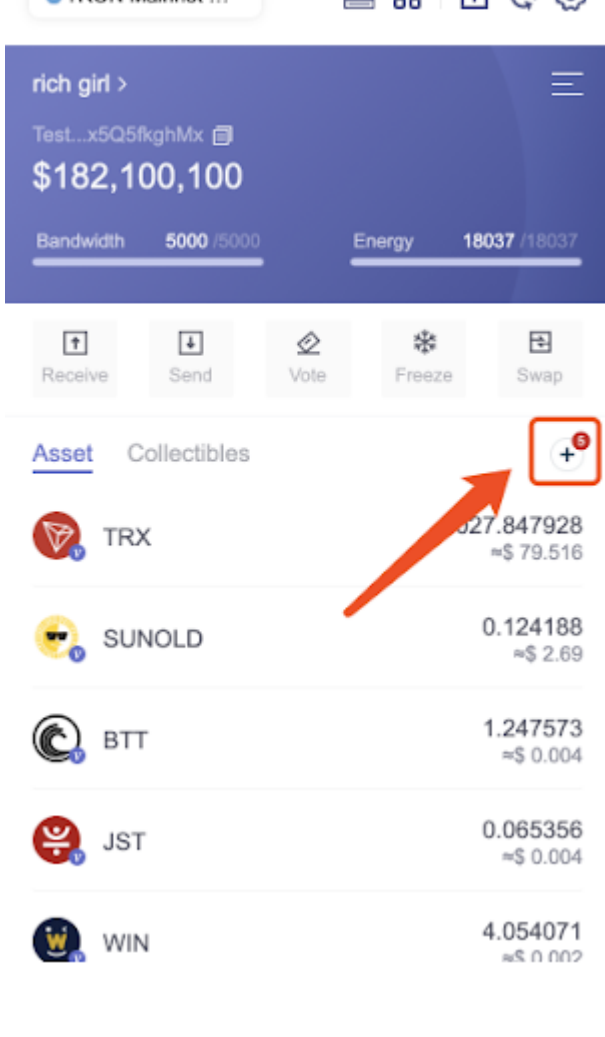 rich girl >
Test...x5Q5fkghMx
$182,100,100
Bandwidth 5000 /5000 Energy 18037 /18037
Receive Send Vote Freeze Swap
Asset Collectibles + 5
TRX 27.847928
≈$ 79.516
SUNOLD 0.124188
≈$ 2.69
BTT 1.247573
≈$ 0.004
JST 0.065356
≈$ 0.004
WIN 4.054071
≈$ 0.002